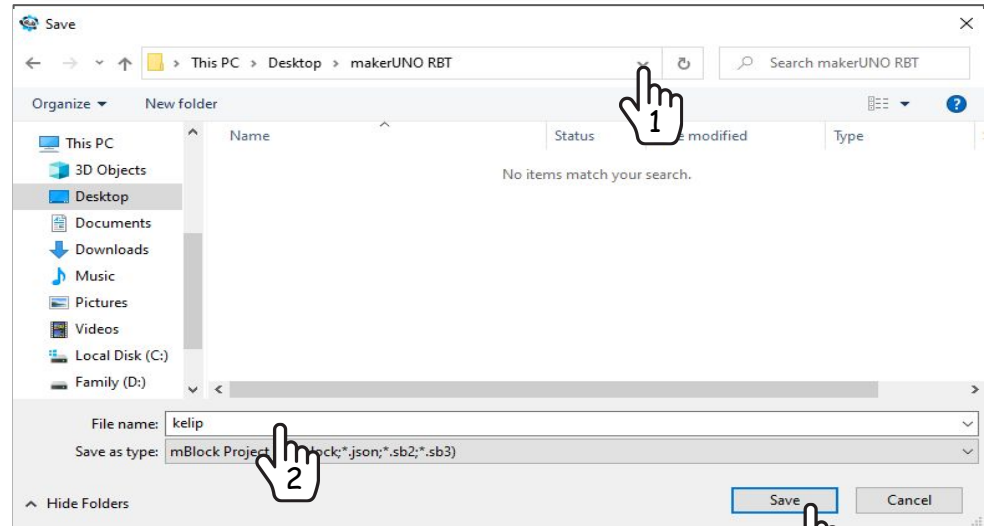 Save
This PC > Desktop > makerUNO RBT
Search makerUNO RBT
Organize
New folder
1
Name
Status
modified
Type
This PC
3D Objects
Desktop
Documents
Downloads
Music
Pictures
Videos
Local Disk (C:)
Family (D:)
No items match your search.
File name: kelip
Save as type: mBlock Project ock;*.json;*.sb2;*.sb3)
2
Hide Folders
Save
Cancel